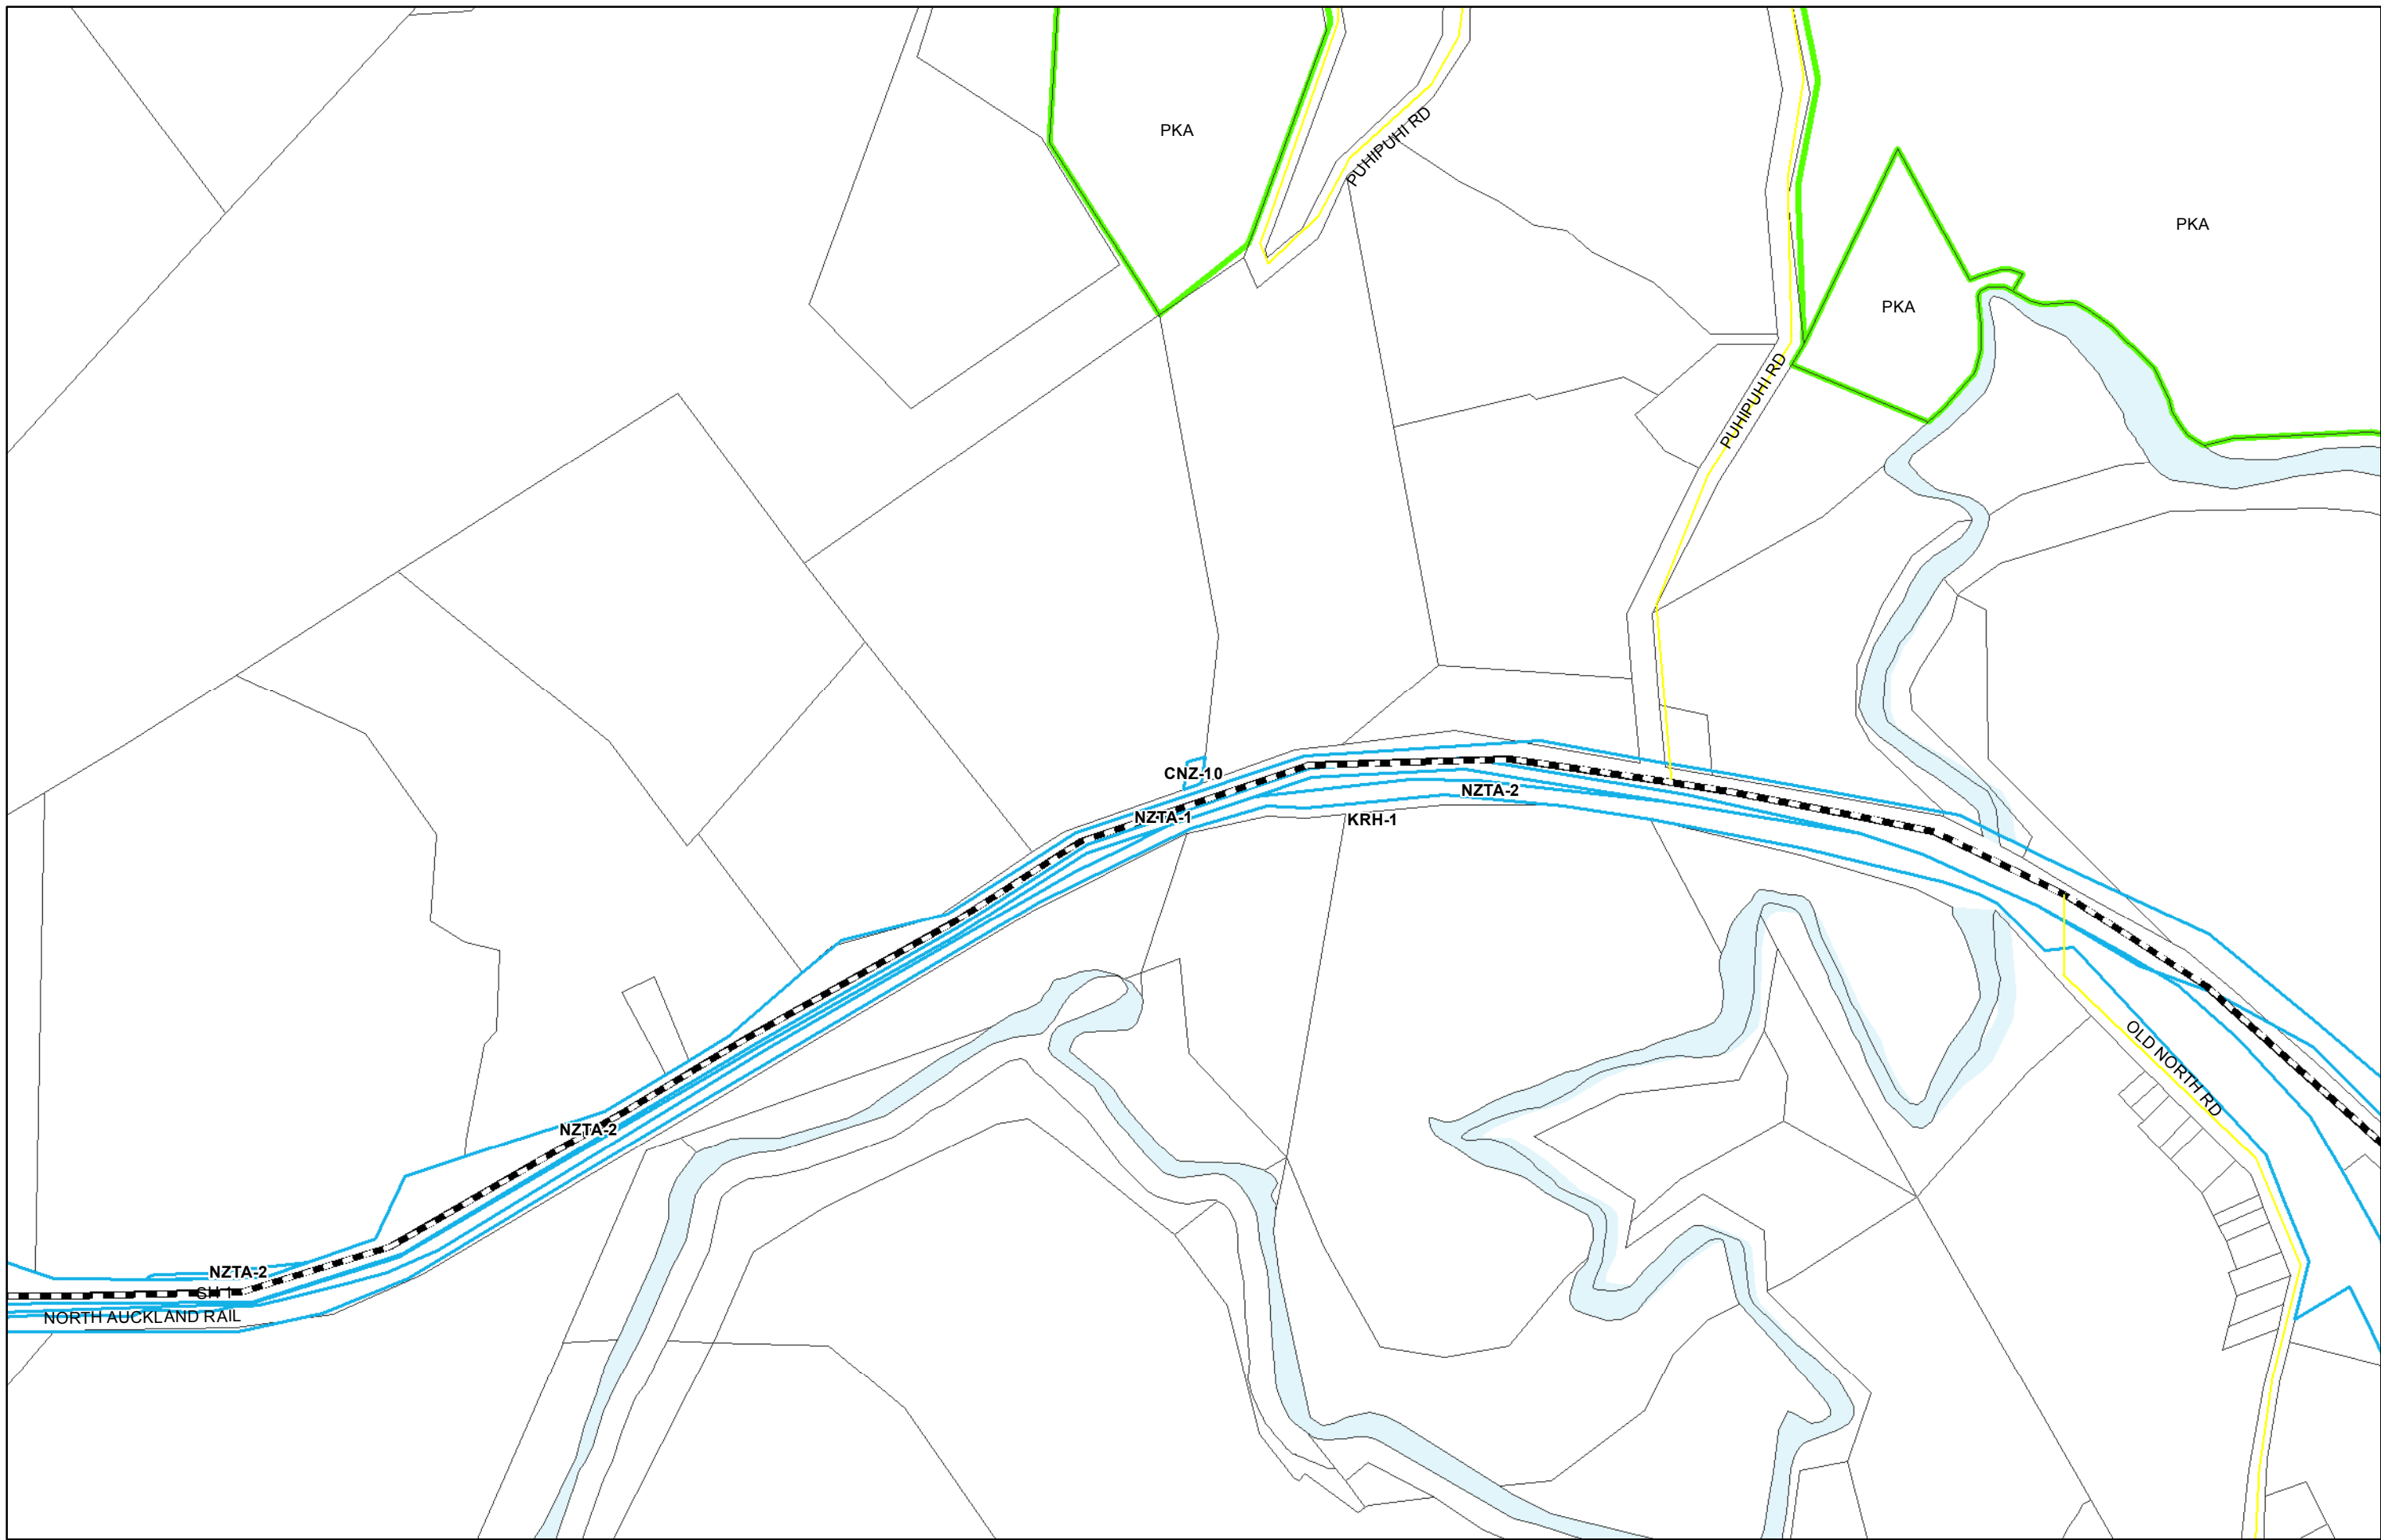 PKA
PUHIPUHI RD
PKA
PKA
PUHIPUHI RD
CNZ-10
NZTA-2
NZTA-1
KRH-1
OLD NORTH RD
NZTA-2
NZTA-2
SH 1
NORTH AUCKLAND RAIL